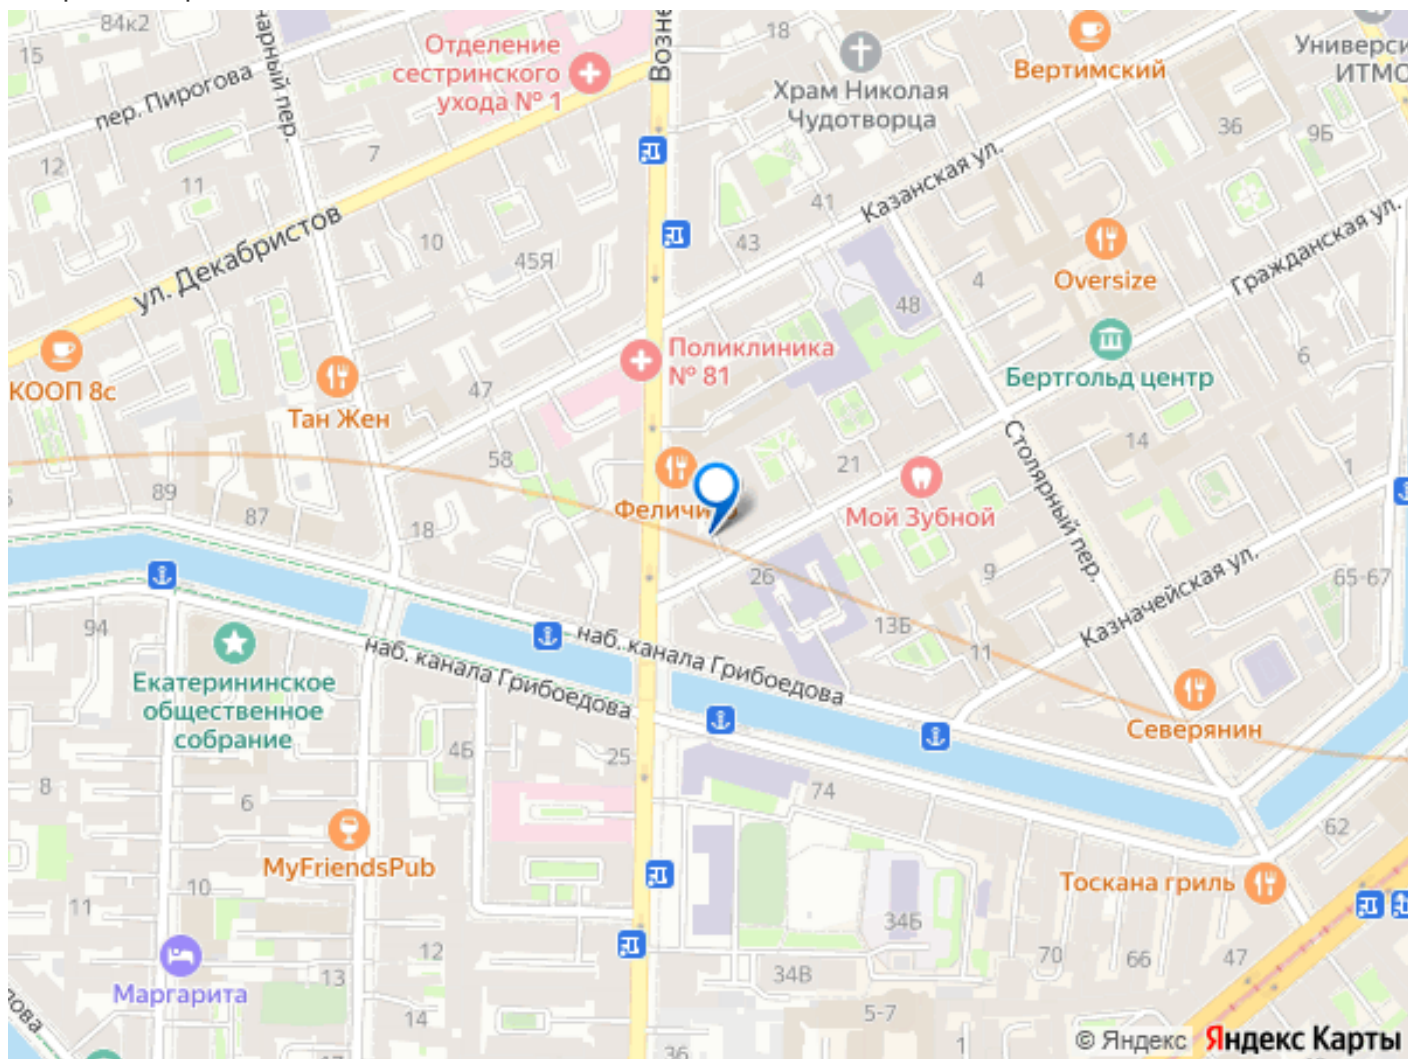 84к2
15
пер. Пирогова
нарный пер.
Отделение
сестринского
ухода № 1
Возне
18
Храм Николая
Чудотворца
Вертимский
Универси
ИТМО
36
9Б
12
11
7
ул. Декабристов
10
45Я
41
43
Казанская ул.
Гражданская ул.
4
Oversize
48
КООП 8с
Тан Жен
47
Поликлиника
№ 81
Бертгольд центр
6
58
89
87
18
21
Мой Зубной
Столярный пер.
14
1
26
9
13Б
11
Казначейская ул.
65-67
94
Екатерининское
общественное
собрание
наб. канала Грибоедова
наб. канала Грибоедова
Северянин
4Б
25
74
8
6
62
MyFriendsPub
Тоскана гриль
10
11
12
13
14
Маргарита
34Б
34В
70
66
47
5-7
36
1
© Яндекс
Яндекс Карты